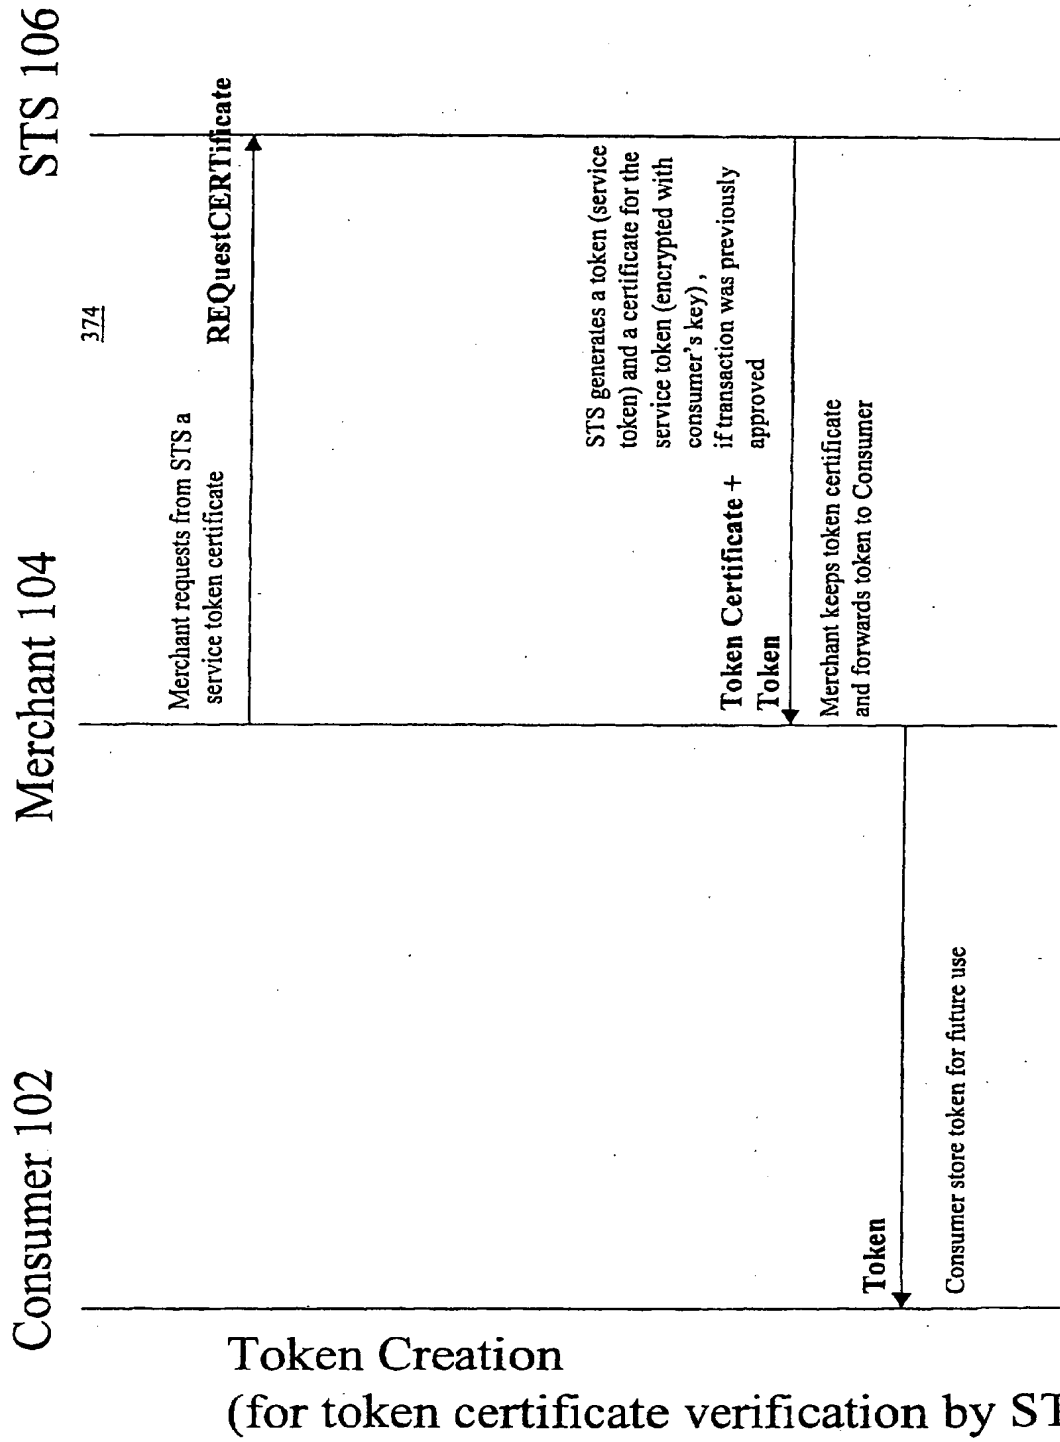 Consumer 102
Merchant 104
STS 106
374
Merchant requests from STS a
service token certificate
REQuestCERTificate
STS generates a token (service
token) and a certificate for the
service token (encrypted with
consumer's key),
if transaction was previously
approved
Token Certificate +
Token
Merchant keeps token certificate
and forwards token to Consumer
Token
Consumer store token for future use
Token Creation
(for token certificate verification by ST